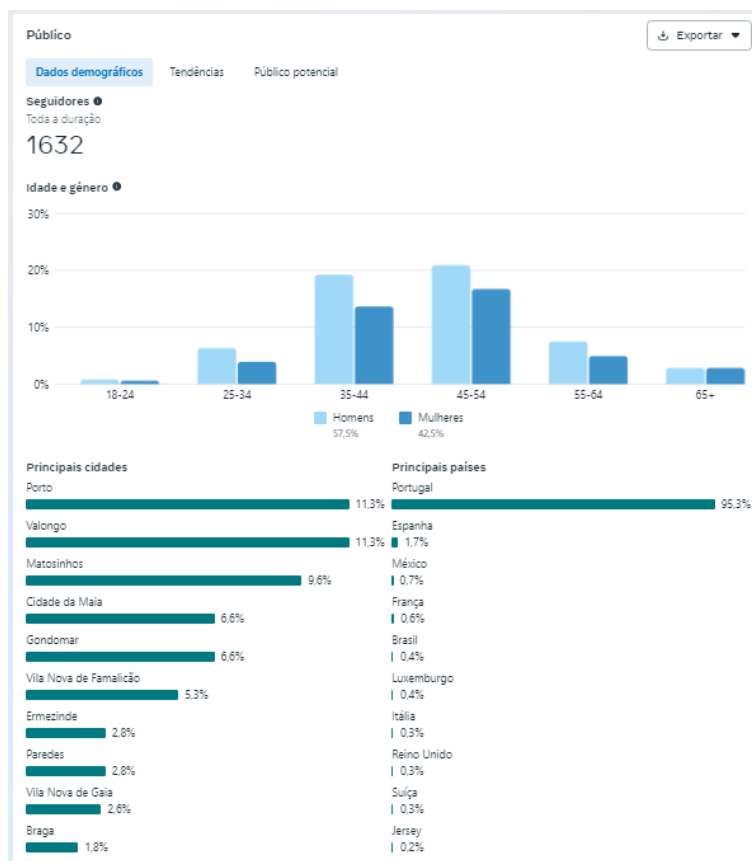 Público
Exportar
Dados demográficos Tendências Público potencial
Seguidores
Toda a duração
1632
Idade e género
30%
20%
10%
0%
18-24 25-34 35-44 45-54 55-64 65+
Homens Mulheres
57,5% 42,5%
Principais cidades
Porto
11,3%
Valongo
11,3%
Matosinhos
9,6%
Cidade da Maia
6,6%
Gondomar
6,6%
Vila Nova de Famalicão
5,3%
Ermezinde
2,8%
Paredes
2,8%
Vila Nova de Gaia
2,6%
Braga
1,8%
Principais países
Portugal
95,3%
Espanha
1,7%
México
0,7%
França
0,6%
Brasil
0,4%
Luxemburgo
0,4%
Itália
0,3%
Reino Unido
0,3%
Suíça
0,3%
Jersey
0,2%